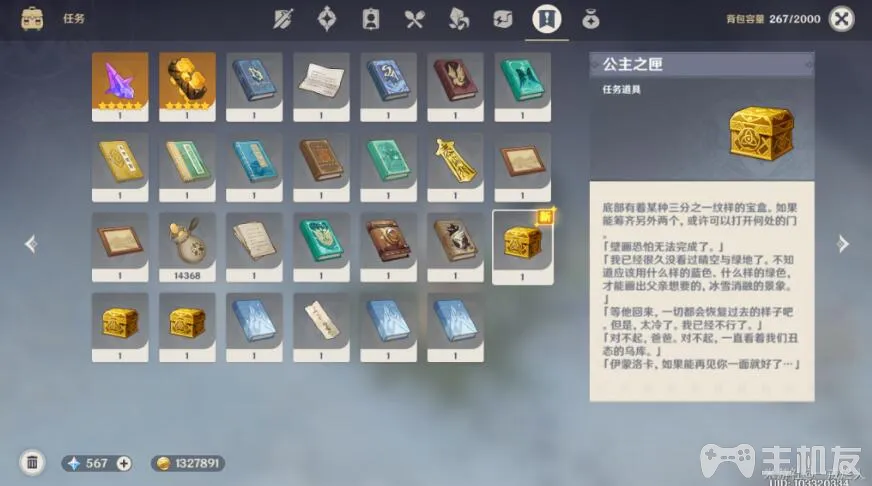 任务
背包容量 267/2000
1 1 1 1 1 1 1
1 1 1 1 1 1 1
1 14368 1 1 1 1 1
新
1 1 1 1 1 1
公主之匣
任务道具
底部有着某种三分之一纹样的宝盒。如果
能筹齐另外两个，或许可以打开何处的门
。
「壁画恐怕无法完成了。」
「我已经很久没看过晴空与绿地了。不知
道应该用什么样的蓝色、什么样的绿色，
才能画出父亲想要的，冰雪消融的景象。
」
「等他回来，一切都会恢复过去的样子吧
。但是，太冷了。我已经不行了。」
「对不起，爸爸。对不起，一直看着我们丑
态的乌库。」
「伊蒙洛卡，如果能再见你一面就好了…」
567
1327891
主机友
UID: 103320334